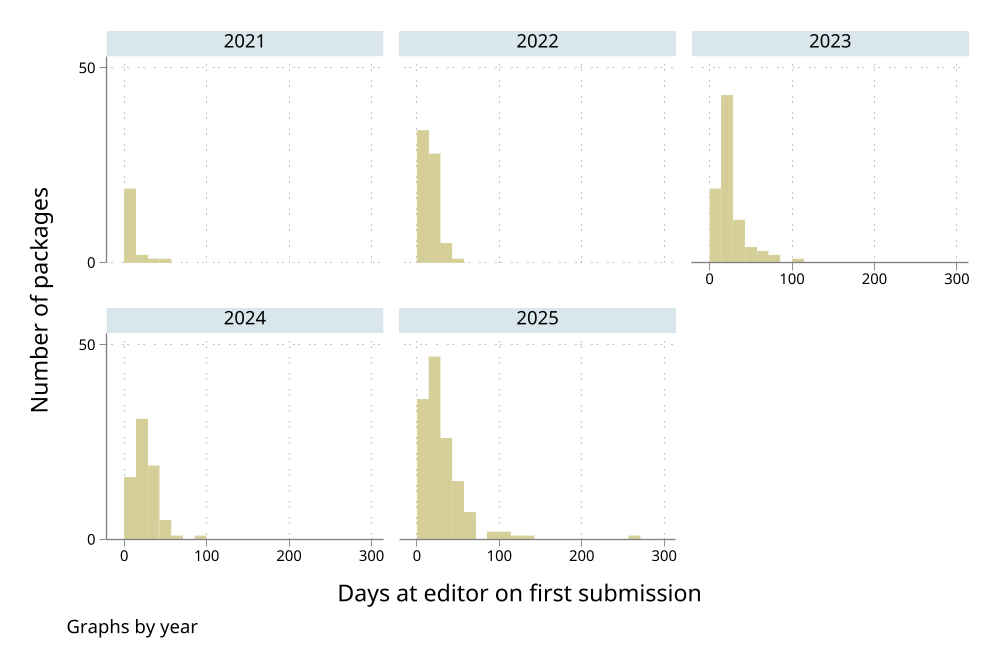 2021 2022 2023
50
0
0 100 200 300
2024 2025
50
0
0 100 200 300 0 100 200 300
Number of packages
Days at editor on first submission
Graphs by year